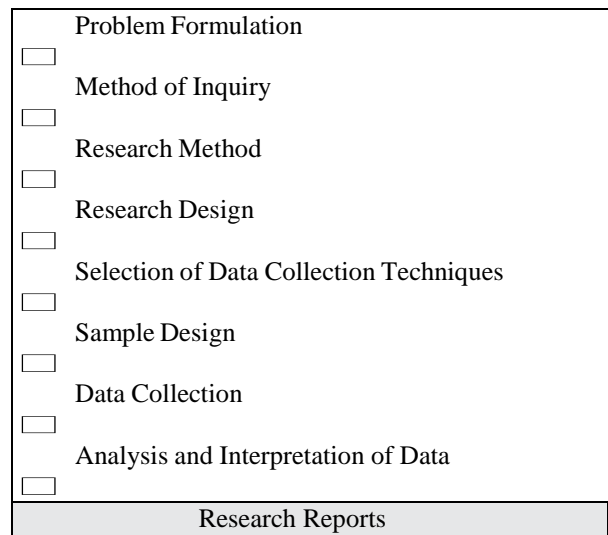 Problem Formulation
Method of Inquiry
Research Method
Research Design
Selection of Data Collection Techniques
Sample Design
Data Collection
Analysis and Interpretation of Data
Research Reports